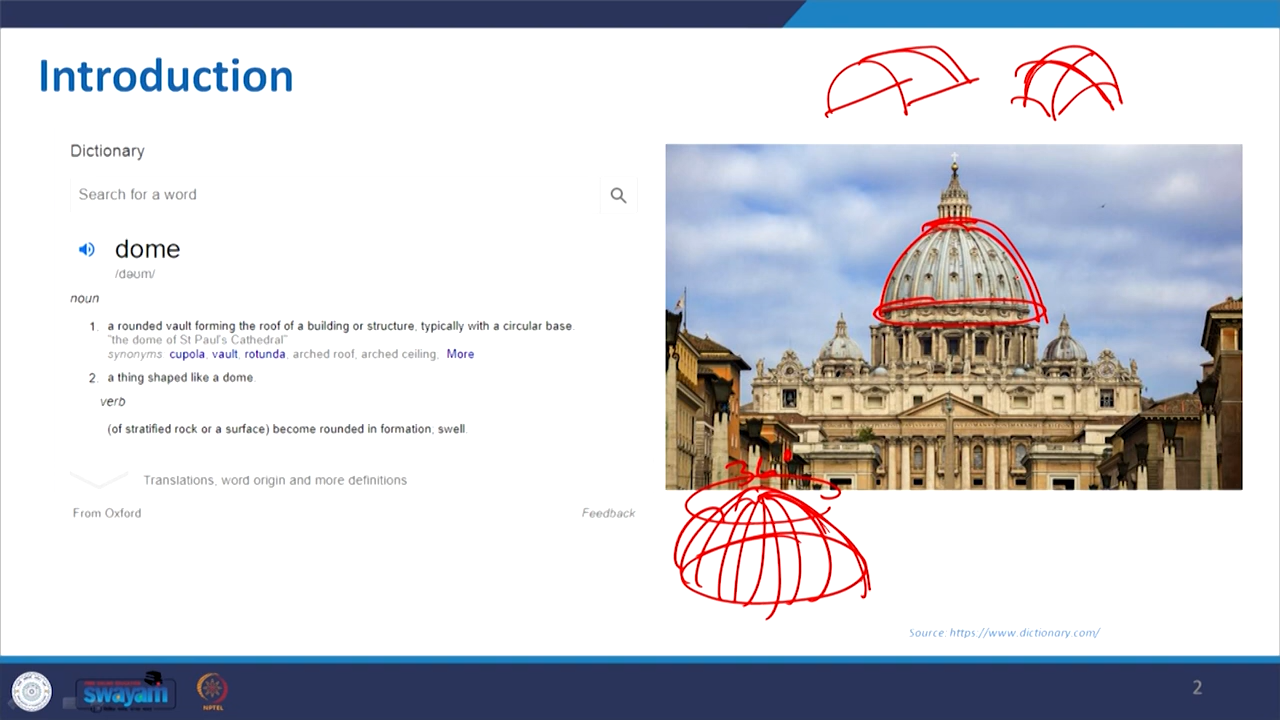 Introduction
Dictionary
Search for a word
dome
/dəʊm/
noun
1. a rounded vault forming the roof of a building or structure, typically with a circular base.
"the dome of St Paul's Cathedral"
synonyms: cupola, vault, rotunda, arched roof, arched ceiling; More
2. a thing shaped like a dome.
verb
(of stratified rock or a surface) become rounded in formation; swell.
Translations, word origin and more definitions
From Oxford
Feedback
Source: https://www.dictionary.com/
swayam
NPTEL
2